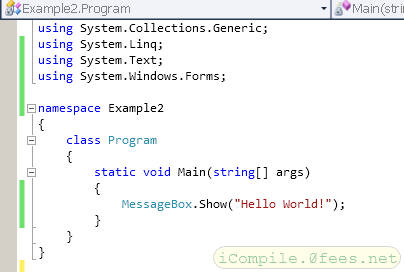 Example2.Program Main(strin
using System.Collections.Generic;
using System.Linq;
using System.Text;
using System.Windows.Forms;
namespace Example2
{
class Program
{
static void Main(string[] args)
{
MessageBox.Show("Hello World!");
}
}
}
iCompile.0fees.net